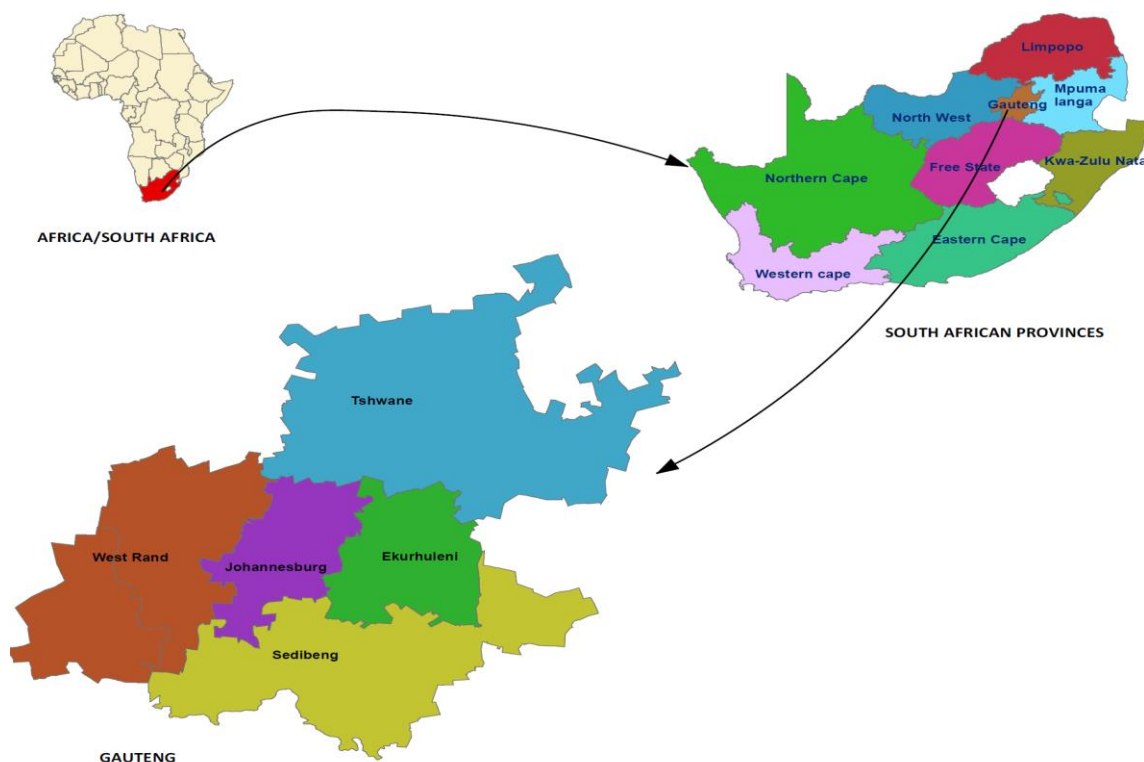 Limpopo
Mpuma
langa
Gauteng
North West
Free State
Kwa-Zulu Nata
Northern Cape
Eastern Cape
Western cape
AFRICA/SOUTH AFRICA
SOUTH AFRICAN PROVINCES
Tshwane
West Rand
Johannesburg
Ekurhuleni
Sedibeng
GAUTENG